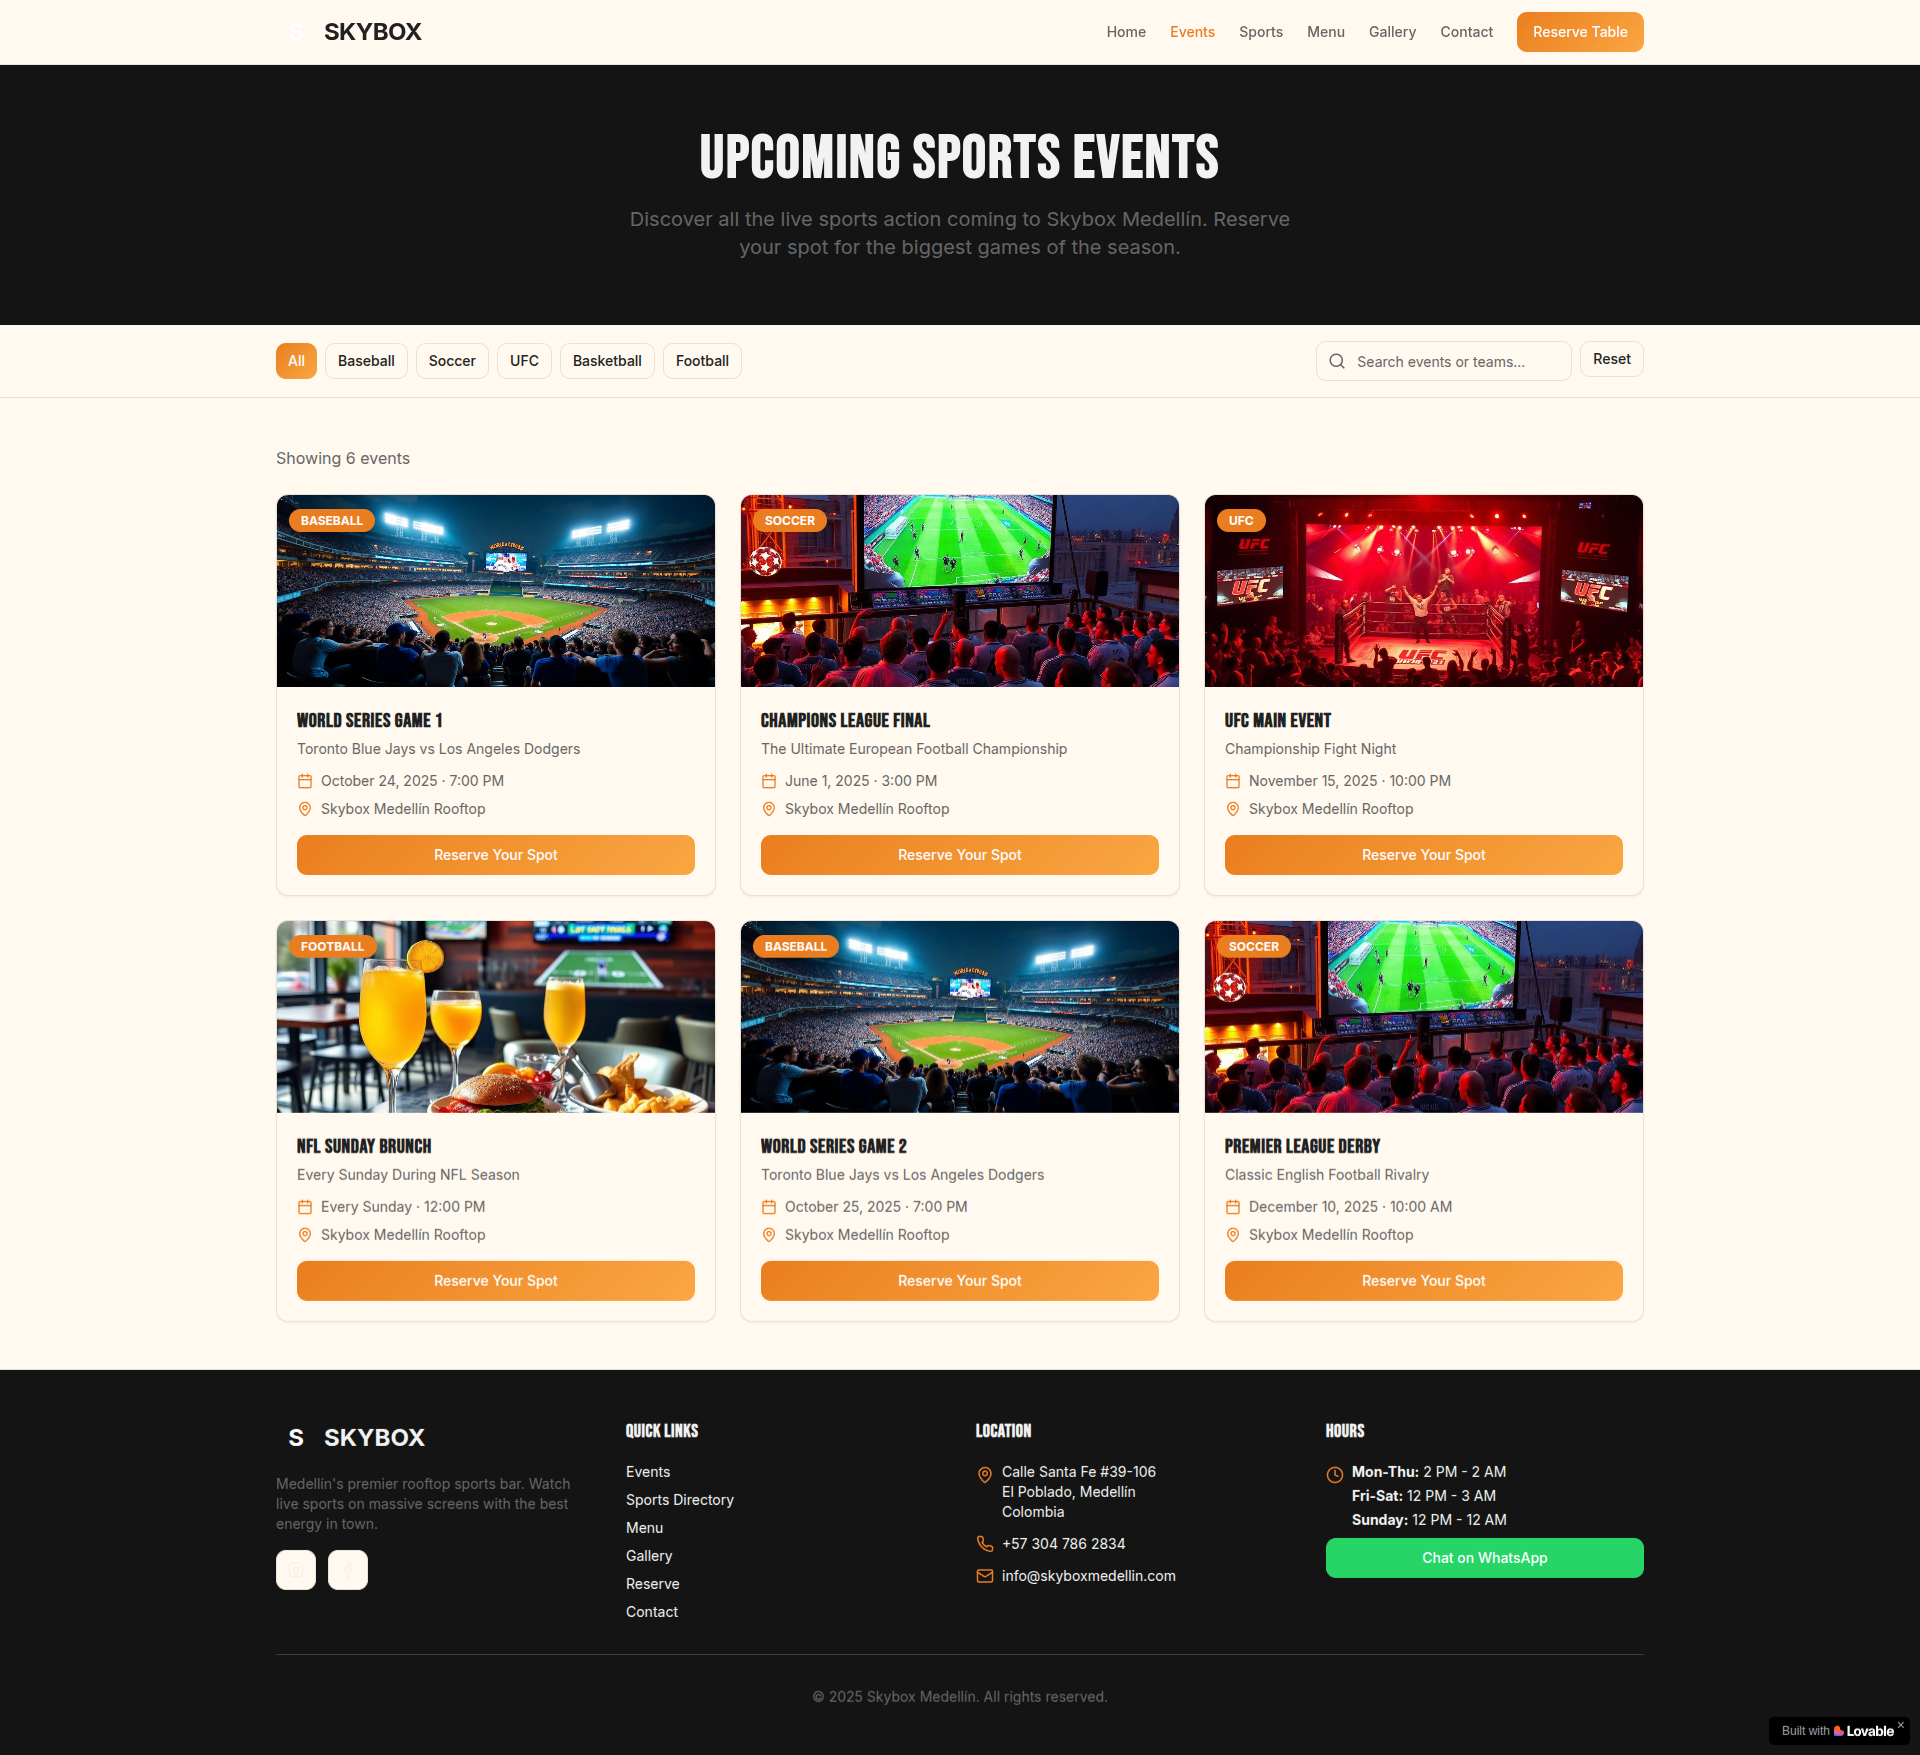 S SKYBOX
Home Events Sports Menu Gallery Contact Reserve Table
UPCOMING SPORTS EVENTS
Discover all the live sports action coming to Skybox Medellín. Reserve
your spot for the biggest games of the season.
All Baseball Soccer UFC Basketball Football
Search events or teams... Reset
Showing 6 events
BASEBALL
WORLD SERIES GAME 1
Toronto Blue Jays vs Los Angeles Dodgers
October 24, 2025 · 7:00 PM
Skybox Medellín Rooftop
Reserve Your Spot
SOCCER
CHAMPIONS LEAGUE FINAL
The Ultimate European Football Championship
June 1, 2025 · 3:00 PM
Skybox Medellín Rooftop
Reserve Your Spot
UFC
UFC
UFC
UFC
UFC
UFC
UFC MAIN EVENT
Championship Fight Night
November 15, 2025 · 10:00 PM
Skybox Medellín Rooftop
Reserve Your Spot
FOOTBALL
NFL SUNDAY BRUNCH
Every Sunday During NFL Season
Every Sunday · 12:00 PM
Skybox Medellín Rooftop
Reserve Your Spot
BASEBALL
WORLD SERIES GAME 2
Toronto Blue Jays vs Los Angeles Dodgers
October 25, 2025 · 7:00 PM
Skybox Medellín Rooftop
Reserve Your Spot
SOCCER
PREMIER LEAGUE DERBY
Classic English Football Rivalry
December 10, 2025 · 10:00 AM
Skybox Medellín Rooftop
Reserve Your Spot
S SKYBOX
Medellín's premier rooftop sports bar. Watch
live sports on massive screens with the best
energy in town.
QUICK LINKS
Events
Sports Directory
Menu
Gallery
Reserve
Contact
LOCATION
Calle Santa Fe #39-106
El Poblado, Medellín
Colombia
+57 304 786 2834
info@skyboxmedellin.com
HOURS
Mon-Thu: 2 PM - 2 AM
Fri-Sat: 12 PM - 3 AM
Sunday: 12 PM - 12 AM
Chat on WhatsApp
© 2025 Skybox Medellín. All rights reserved.
Built with Lovable